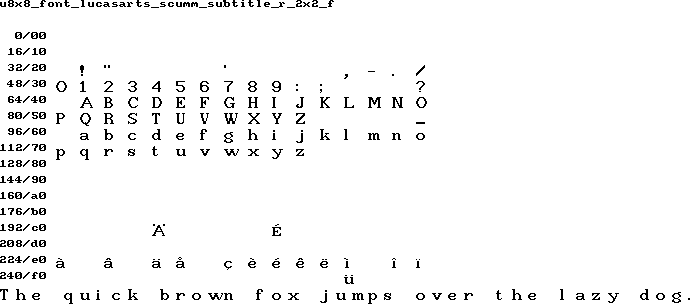 u8x8_font_lucasarts_scumm_subtitle_r_2x2_f
0/00
16/10
32/20 ! " ' , - . /
48/30 0 1 2 3 4 5 6 7 8 9 : ; ?
64/40 A B C D E F G H I J K L M N O
80/50 P Q R S T U V W X Y Z _
96/60 a b c d e f g h i j k l m n o
112/70 p q r s t u v w x y z
128/80
144/90
160/a0
176/b0
192/c0 Ä É
208/d0
224/e0 à â ä å ç è é ê ë ì î ï
240/f0 ü
The quick brown fox jumps over the lazy dog.